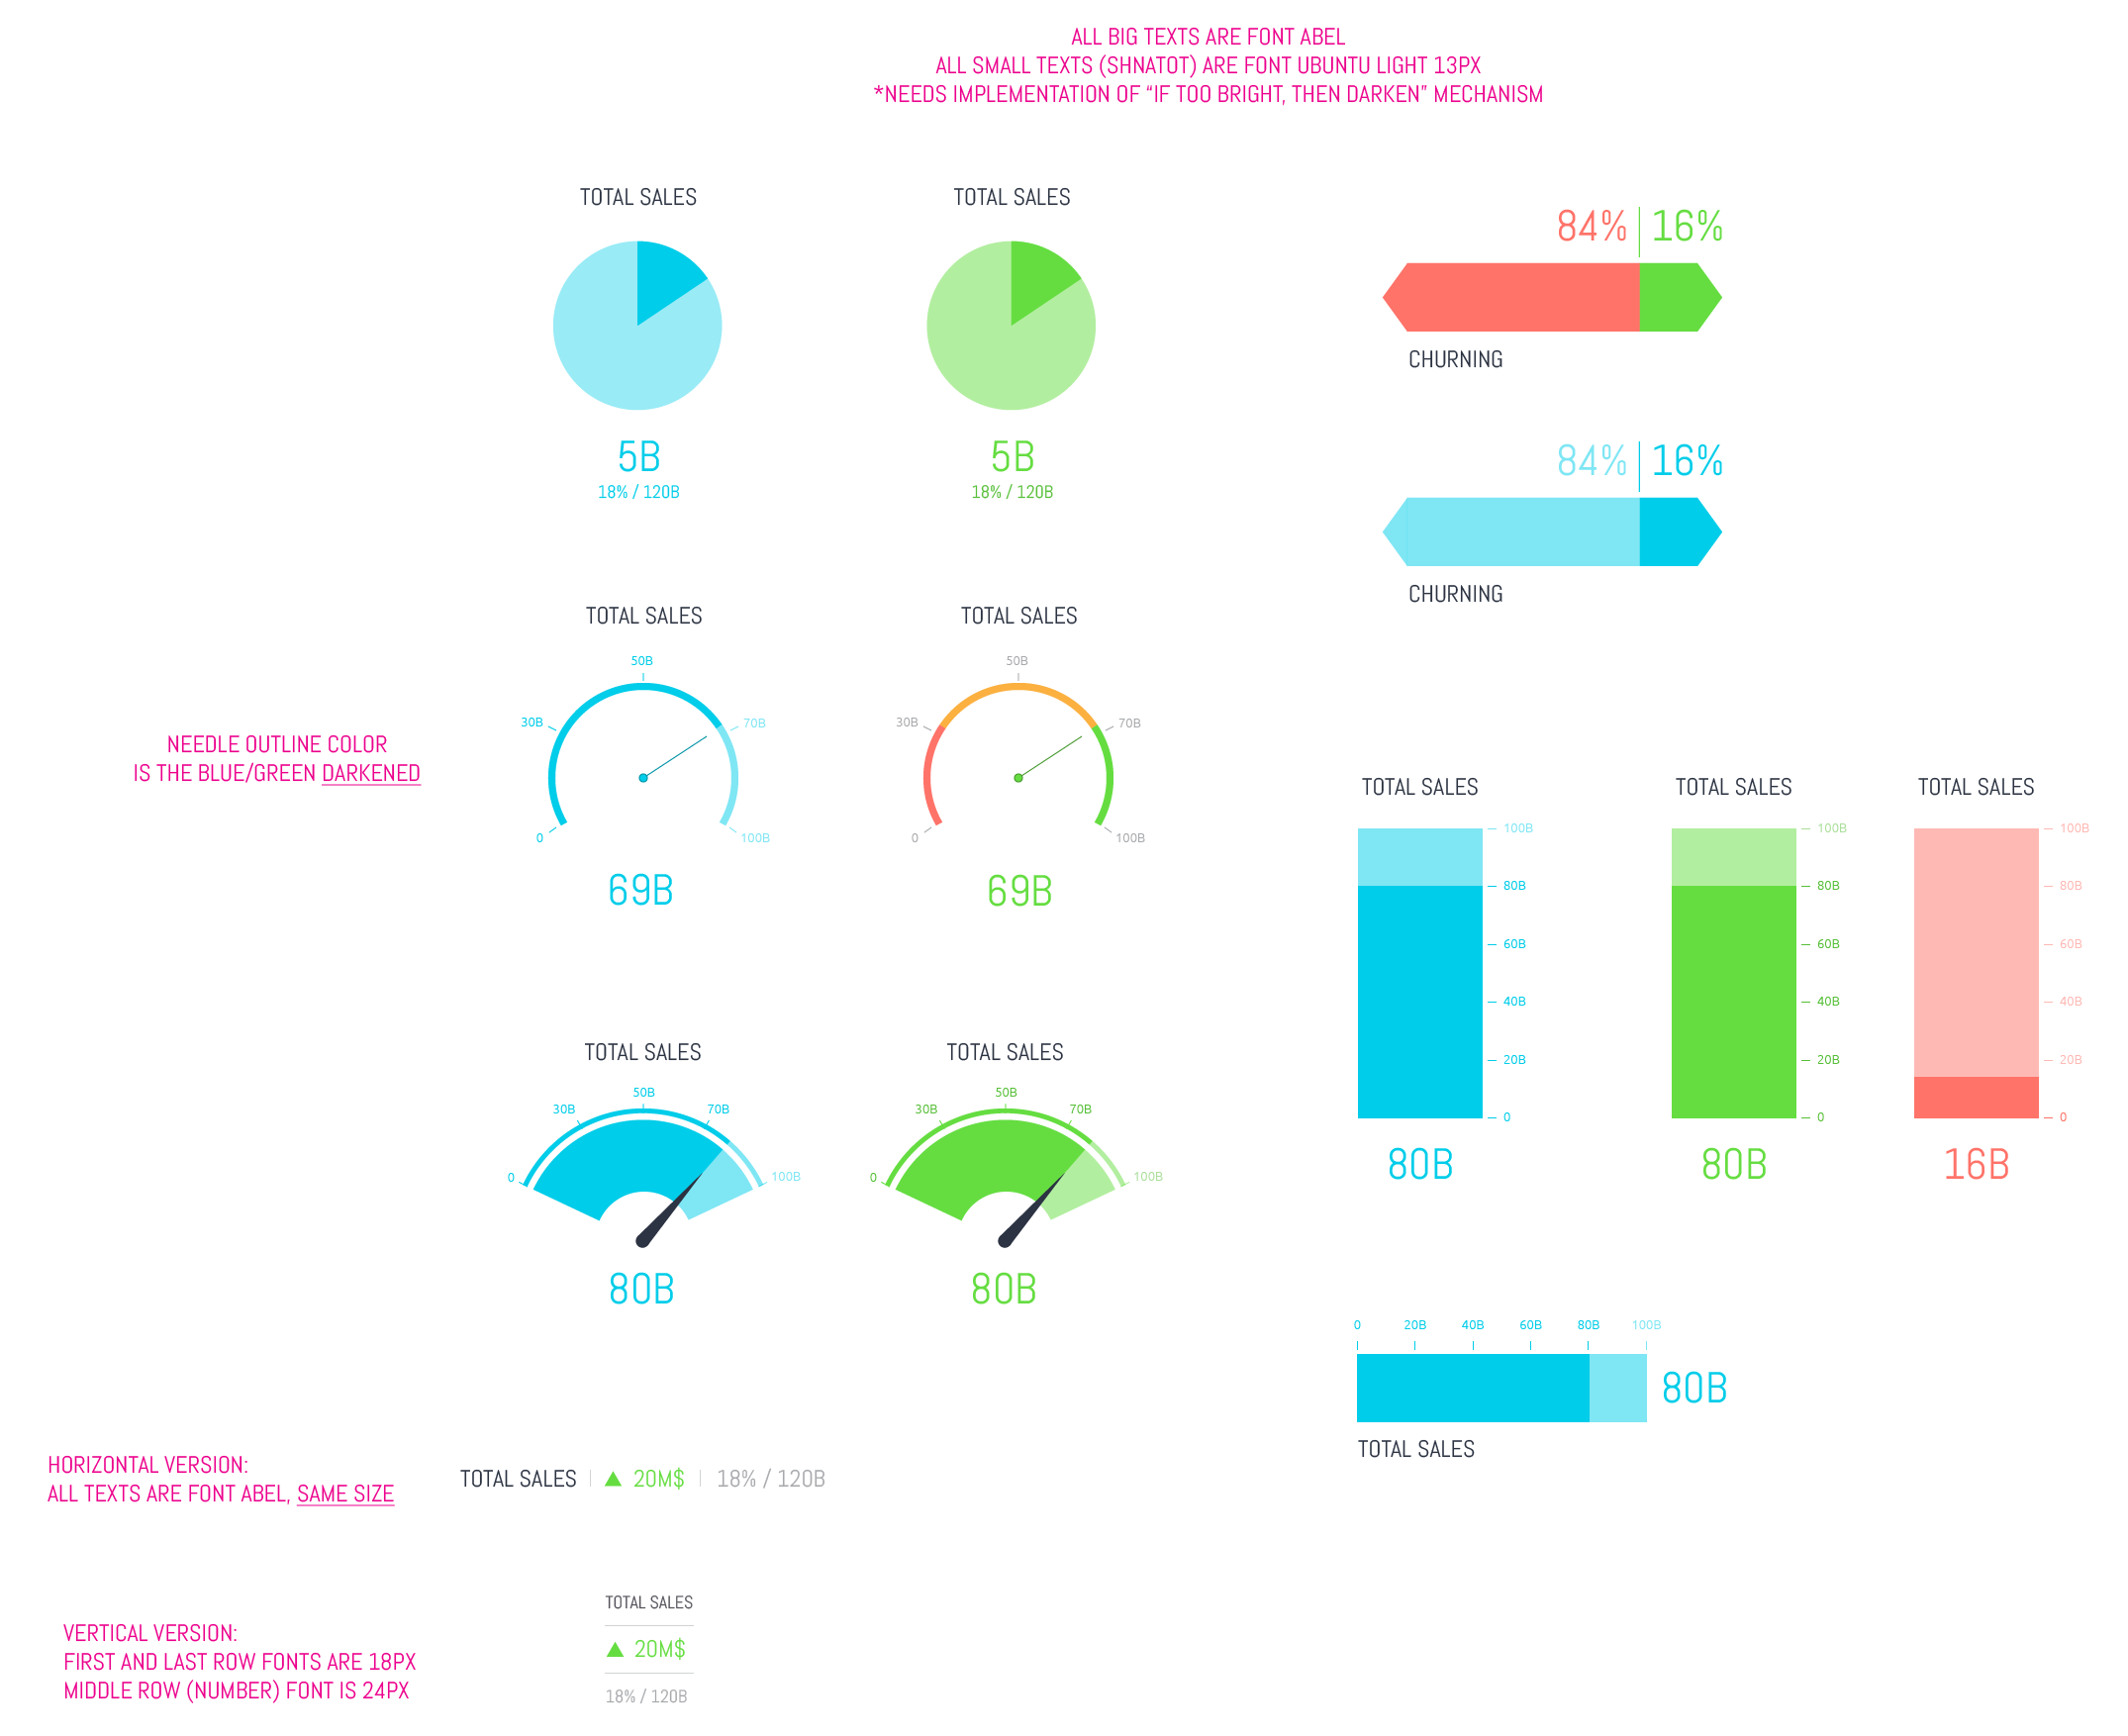 ALL BIG TEXTS ARE FONT ABEL
ALL SMALL TEXTS (SHNATOT) ARE FONT UBUNTU LIGHT 13PX
*NEEDS IMPLEMENTATION OF “IF TOO BRIGHT, THEN DARKEN” MECHANISM
TOTAL SALES
5B
18% / 120B
TOTAL SALES
5B
18% / 120B
84%
16%
CHURNING
84%
16%
CHURNING
NEEDLE OUTLINE COLOR
IS THE BLUE/GREEN DARKENED
TOTAL SALES
50B
30B
70B
0
100B
69B
TOTAL SALES
50B
30B
70B
0
100B
69B
TOTAL SALES
100B
80B
60B
40B
20B
0
80B
TOTAL SALES
100B
80B
60B
40B
20B
0
80B
TOTAL SALES
100B
80B
60B
40B
20B
0
16B
TOTAL SALES
50B
30B
70B
0
100B
80B
TOTAL SALES
50B
30B
70B
0
100B
80B
0 20B 40B 60B 80B 100B
80B
TOTAL SALES
HORIZONTAL VERSION:
ALL TEXTS ARE FONT ABEL, SAME SIZE
TOTAL SALES | ▲ 20M$ | 18% / 120B
VERTICAL VERSION:
FIRST AND LAST ROW FONTS ARE 18PX
MIDDLE ROW (NUMBER) FONT IS 24PX
TOTAL SALES
▲ 20M$
18% / 120B